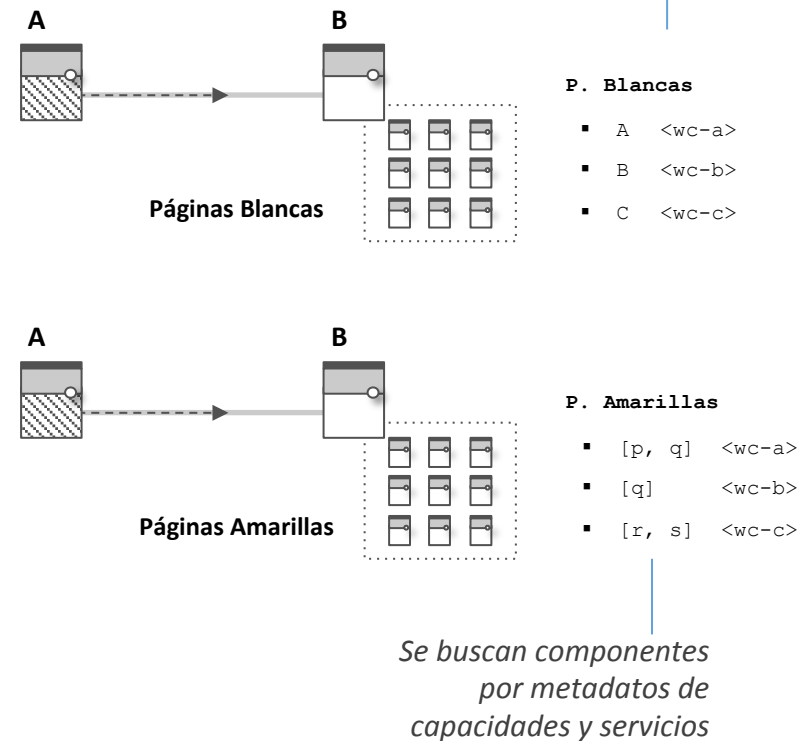 A
B
P. Blancas
▪ A <wc-a>
▪ B <wc-b>
▪ C <wc-c>
Páginas Blancas
A
B
P. Amarillas
▪ [p, q] <wc-a>
▪ [q] <wc-b>
▪ [r, s] <wc-c>
Páginas Amarillas
Se buscan componentes
por metadatos de
capacidades y servicios